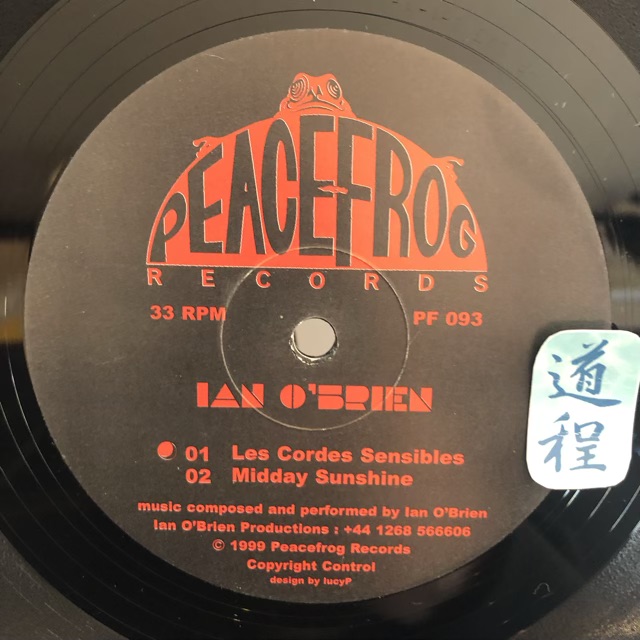 PEACEFROG
RECORDS
33 RPM PF 093
IAN O'BRIEN
01 Les Cordes Sensibles
02 Midday Sunshine
music composed and performed by Ian O'Brien
Ian O'Brien Productions : +44 1268 566606
© 1999 Peacefrog Records
Copyright Control
design by lucyP
道程